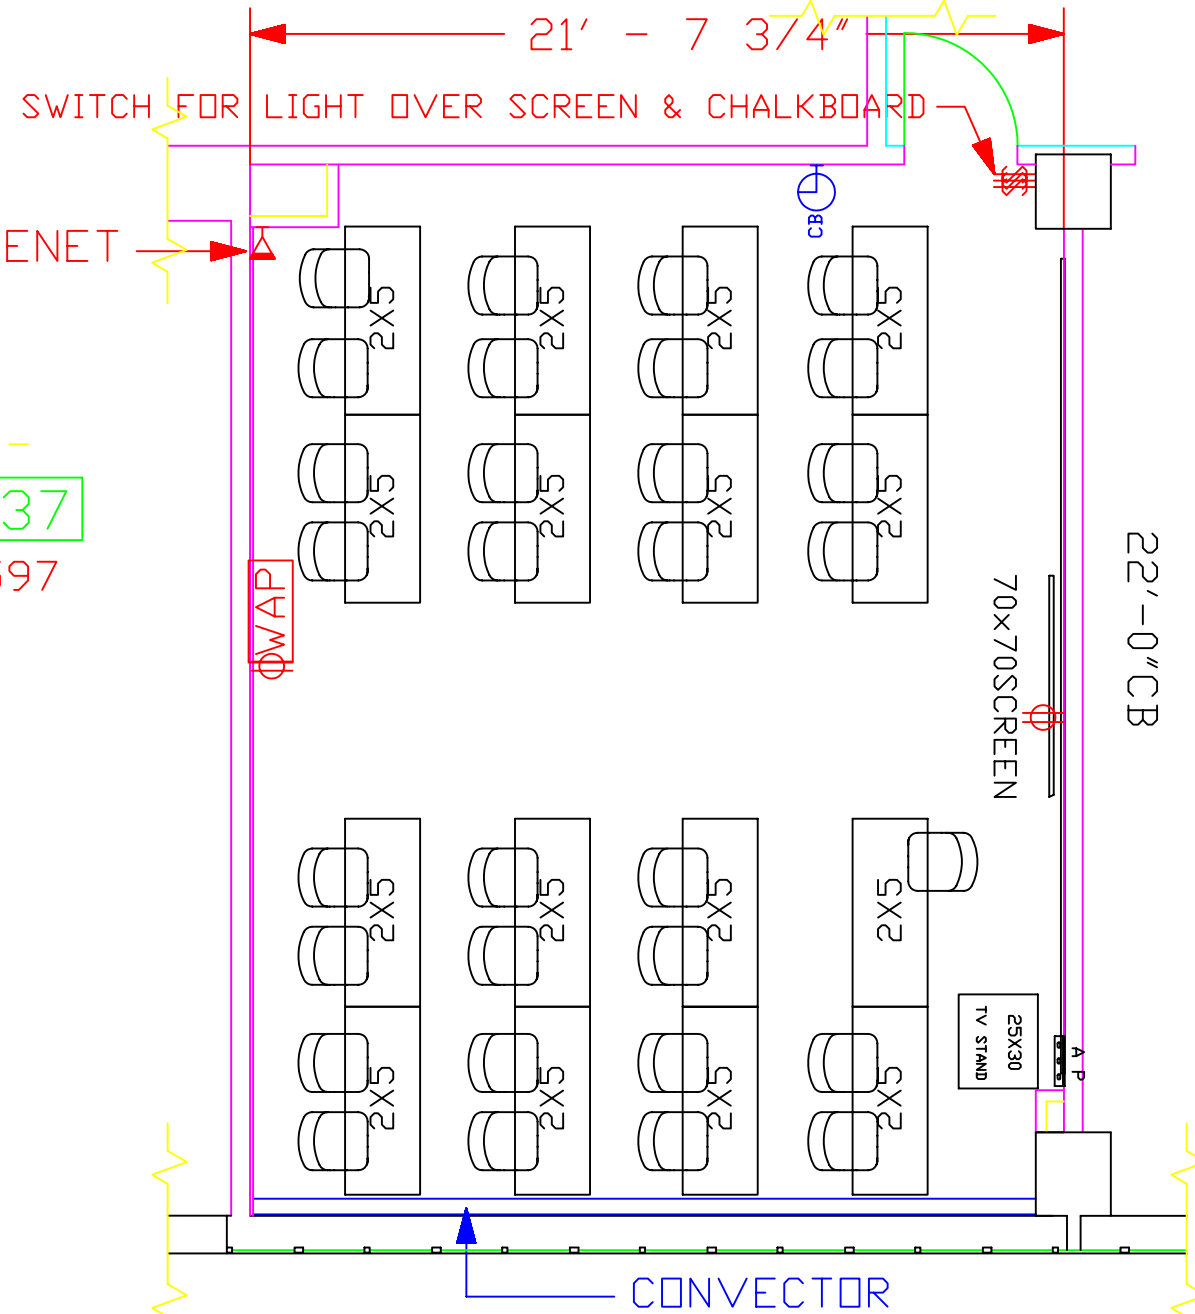 21' - 7 3/4"
SWITCH FOR LIGHT OVER SCREEN & CHALKBOARD
CB
ENET
2X5
2X5
2X5
2X5
2X5
2X5
2X5
2X5
37
97
WAP
70x70SCREEN
22'-0"CB
2X5
2X5
2X5
2X5
25X30
TV STAND
A P
2X5
2X5
2X5
2X5
CONVECTOR